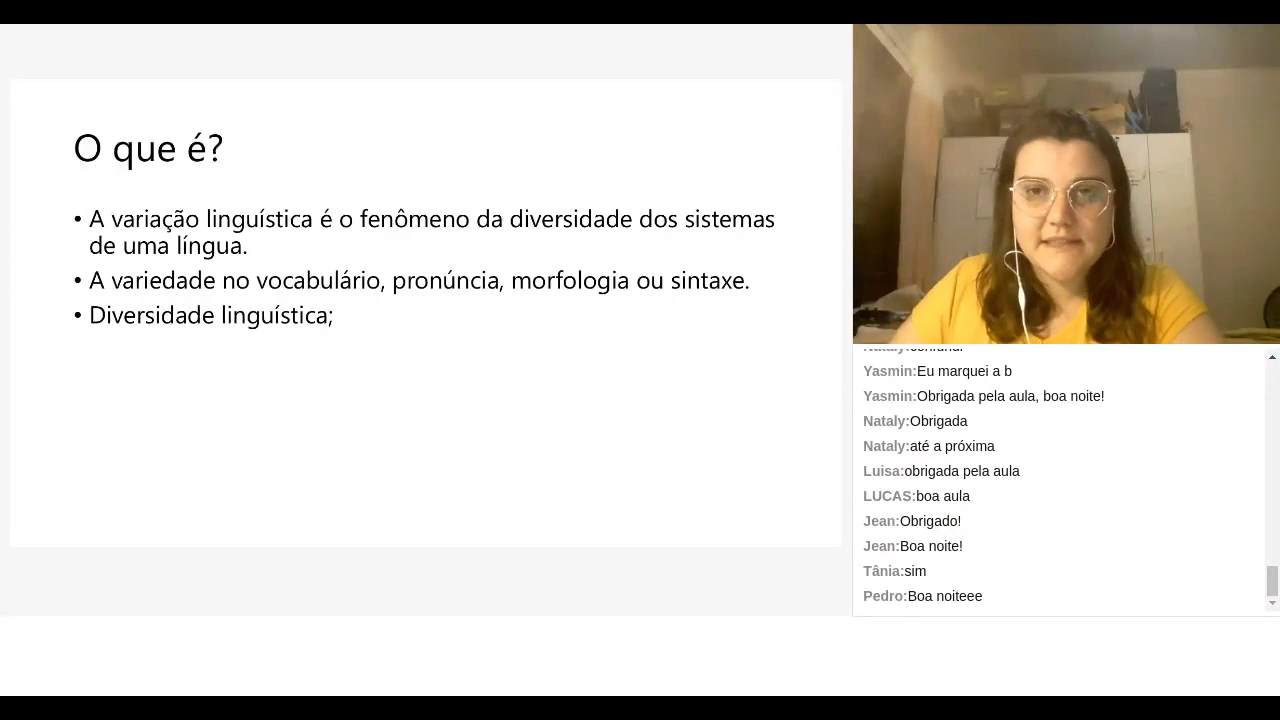 O que é?
• A variação linguística é o fenômeno da diversidade dos sistemas
de uma língua.
• A variedade no vocabulário, pronúncia, morfologia ou sintaxe.
• Diversidade linguística;
Yasmin:Eu marquei a b
Yasmin:Obrigada pela aula, boa noite!
Nataly:Obrigada
Nataly:até a próxima
Luisa:obrigada pela aula
LUCAS:boa aula
Jean:Obrigado!
Jean:Boa noite!
Tânia:sim
Pedro:Boa noiteee